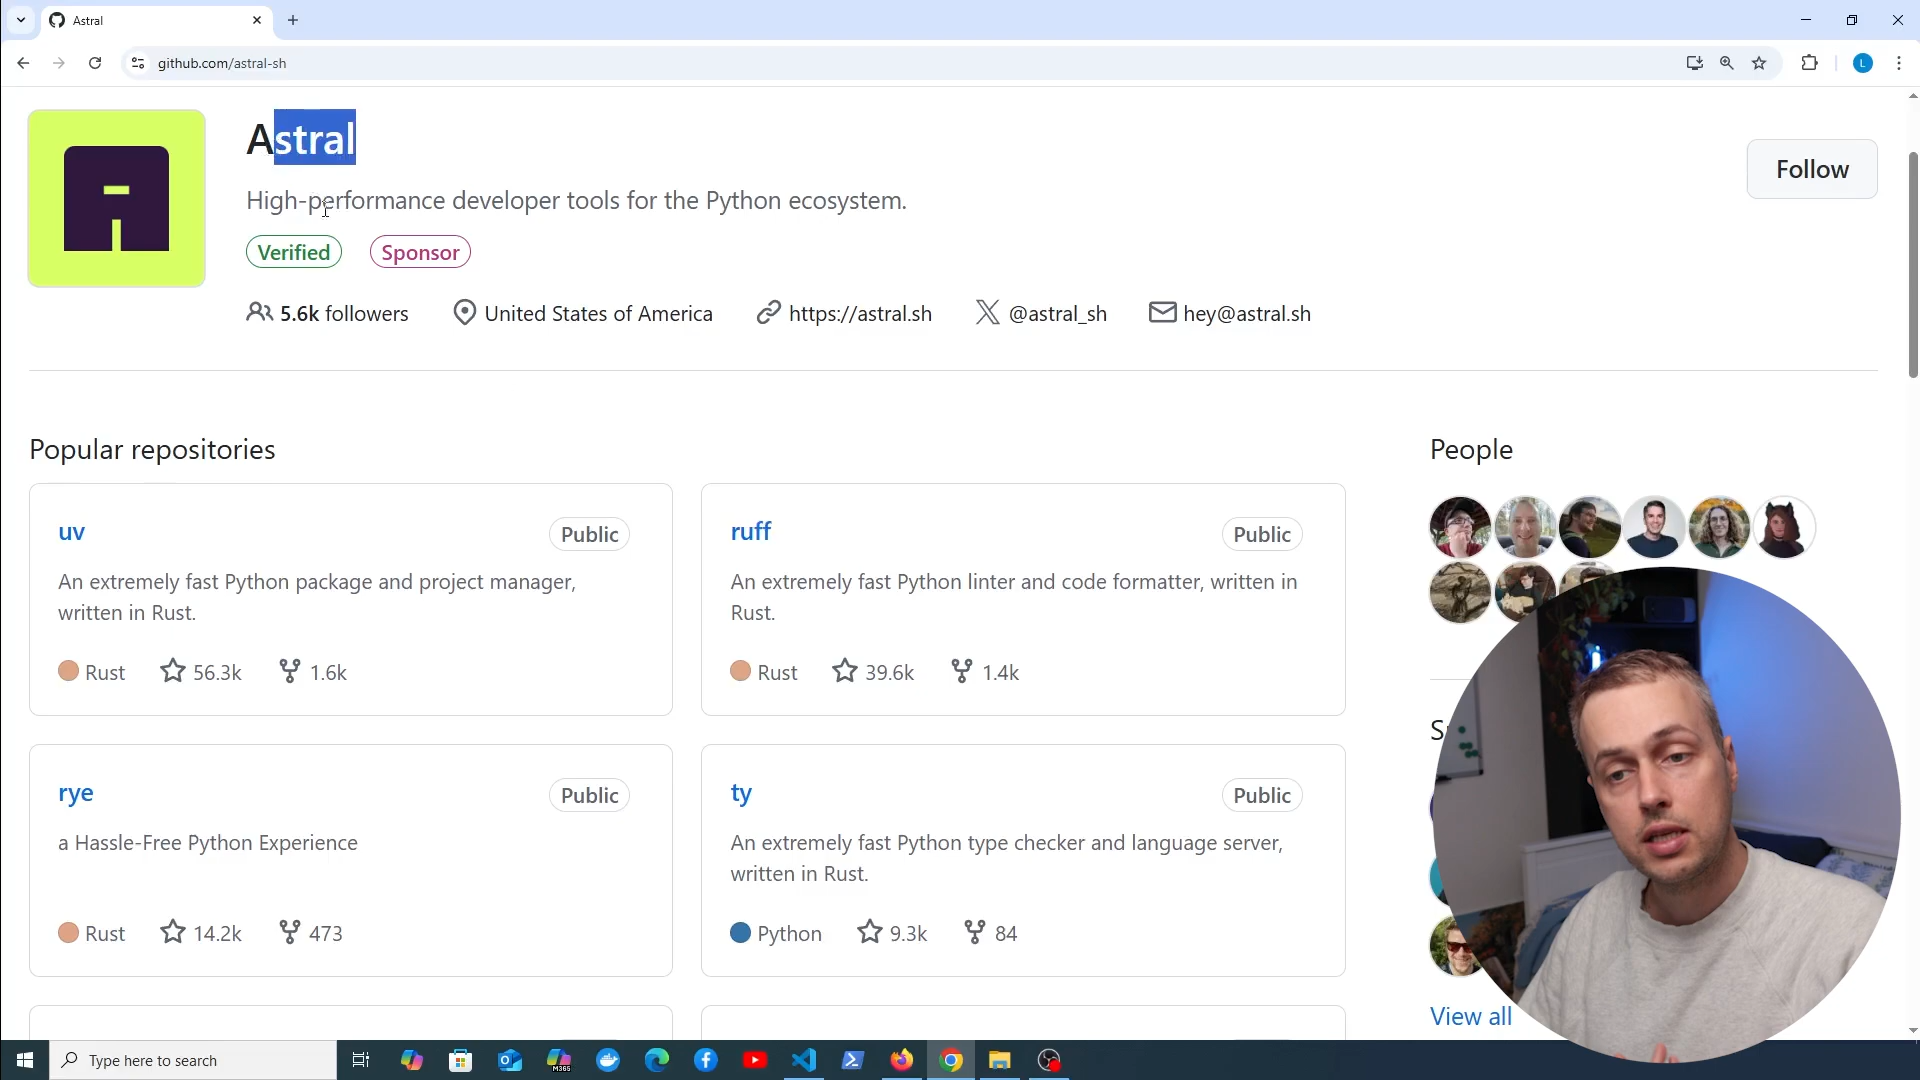 Astral
github.com/astral-sh
L
Astral
Follow
High-performance developer tools for the Python ecosystem.
Verified
Sponsor
5.6k followers
United States of America
https://astral.sh
@astral_sh
hey@astral.sh
Popular repositories
People
uv
Public
An extremely fast Python package and project manager,
written in Rust.
Rust
56.3k
1.6k
ruff
Public
An extremely fast Python linter and code formatter, written in
Rust.
Rust
39.6k
1.4k
rye
Public
a Hassle-Free Python Experience
Rust
14.2k
473
ty
Public
An extremely fast Python type checker and language server,
written in Rust.
Python
9.3k
84
View all
Type here to search
M365